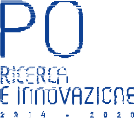 PO
RICERCA
E INNOVAZIONE
2014 - 2020